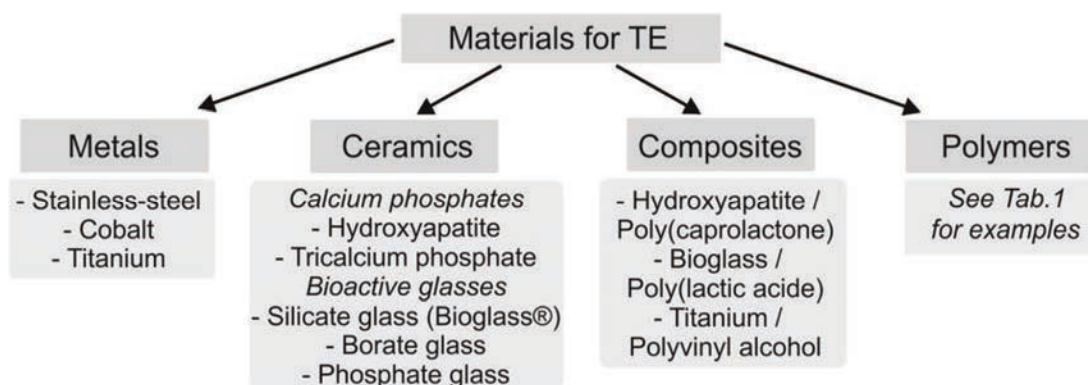 Materials for TE
Metals
- Stainless-steel
- Cobalt
- Titanium
Ceramics
Calcium phosphates
- Hydroxyapatite
- Tricalcium phosphate
Bioactive glasses
- Silicate glass (Bioglass®)
- Borate glass
- Phosphate glass
Composites
- Hydroxyapatite /
Poly(caprolactone)
- Bioglass /
Poly(lactic acide)
- Titanium /
Polyvinyl alcohol
Polymers
See Tab.1
for examples